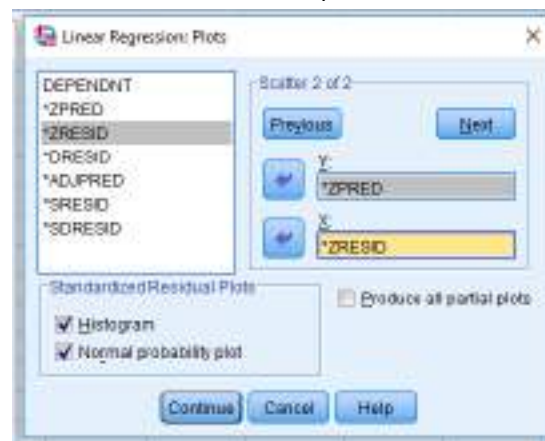 Linear Regression: Plots
DEPENDNT
*ZPRED
*ZRESID
*DRESID
*ADJPRED
*SRESID
*SDRESID
Scatter 2 of 2
Previous
Next
Y:
*ZPRED
X:
*ZRESID
Standardized Residual Plots
Histogram
Normal probability plot
Produce all partial plots
Continue
Cancel
Help